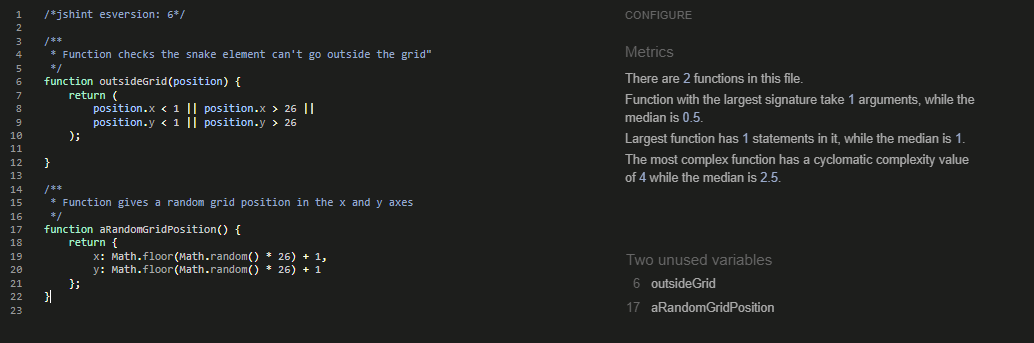 1 /*jshint esversion: 6*/
2
3 /**
4  * Function checks the snake element can't go outside the grid"
5  */
6 function outsideGrid(position) {
7     return (
8         position.x < 1 || position.x > 26 ||
9         position.y < 1 || position.y > 26
10     );
11
12 }
13
14 /**
15  * Function gives a random grid position in the x and y axes
16  */
17 function aRandomGridPosition() {
18     return {
19         x: Math.floor(Math.random() * 26) + 1,
20         y: Math.floor(Math.random() * 26) + 1
21     };
22 }
23
CONFIGURE
Metrics
There are 2 functions in this file.
Function with the largest signature take 1 arguments, while the
median is 0.5.
Largest function has 1 statements in it, while the median is 1.
The most complex function has a cyclomatic complexity value
of 4 while the median is 2.5.
Two unused variables
6 outsideGrid
17 aRandomGridPosition